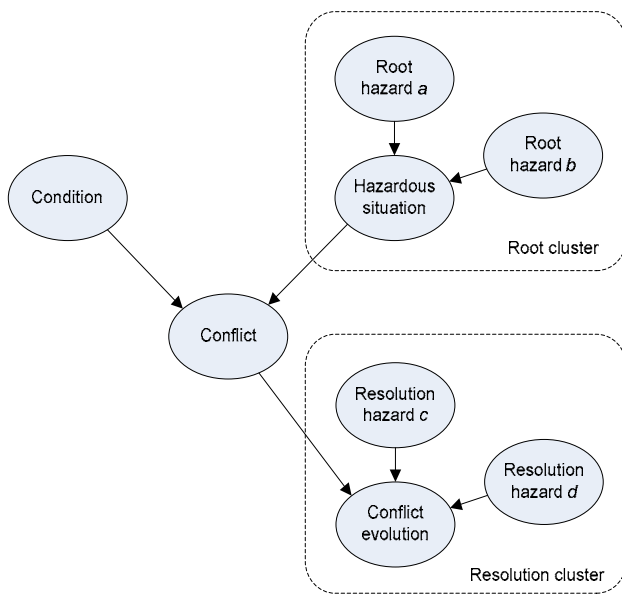 Root
hazard a
Root
hazard b
Hazardous
situation
Root cluster
Condition
Conflict
Resolution
hazard c
Resolution
hazard d
Conflict
evolution
Resolution cluster